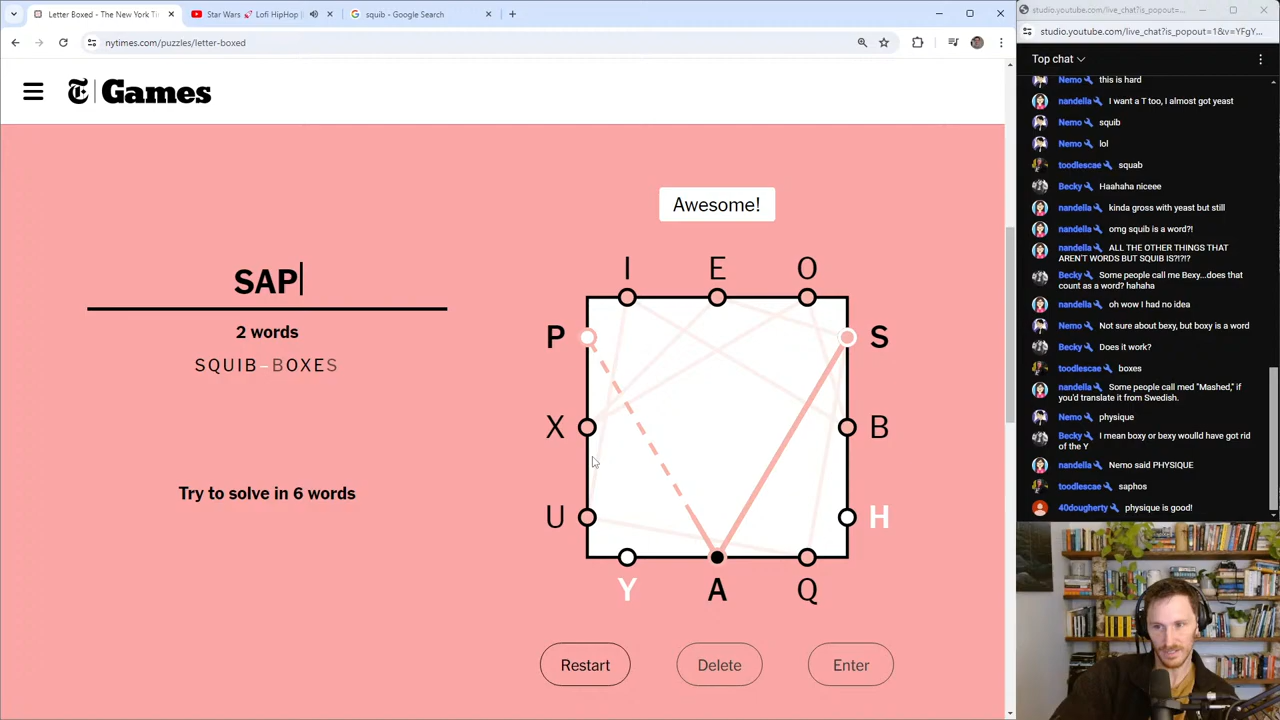 Letter Boxed - The New York Ti
Star Wars 🚀 Lofi HipHop
squib - Google Search
studio.youtube.com/live_chat?is_popout=...
nytimes.com/puzzles/letter-boxed
studio.youtube.com/live_chat?is_popout=1&v=YFgY...
T Games
Top chat
Nemo this is hard
nandella I want a T too, I almost got yeast
Nemo squib
Nemo lol
toodlescae squab
Becky Haahaha niceee
nandella kinda gross with yeast but still
nandella omg squib is a word?!
nandella ALL THE OTHER THINGS THAT
AREN'T WORDS BUT SQUIB IS?!?!?
Becky Some people call me Bexy...does that
count as a word? hahaha
nandella oh wow I had no idea
Nemo Not sure about bexy, but boxy is a word
Becky Does it work?
toodlescae boxes
nandella Some people call med "Mashed," if
you'd translate it from Swedish.
Nemo physique
Becky I mean boxy or bexy woulld have got rid
of the Y
nandella Nemo said PHYSIQUE
toodlescae saphos
40dougherty physique is good!
Awesome!
SAP
2 words
SQUIB – BOXES
Try to solve in 6 words
I E O
P S
X B
U H
Y A Q
Restart Delete Enter